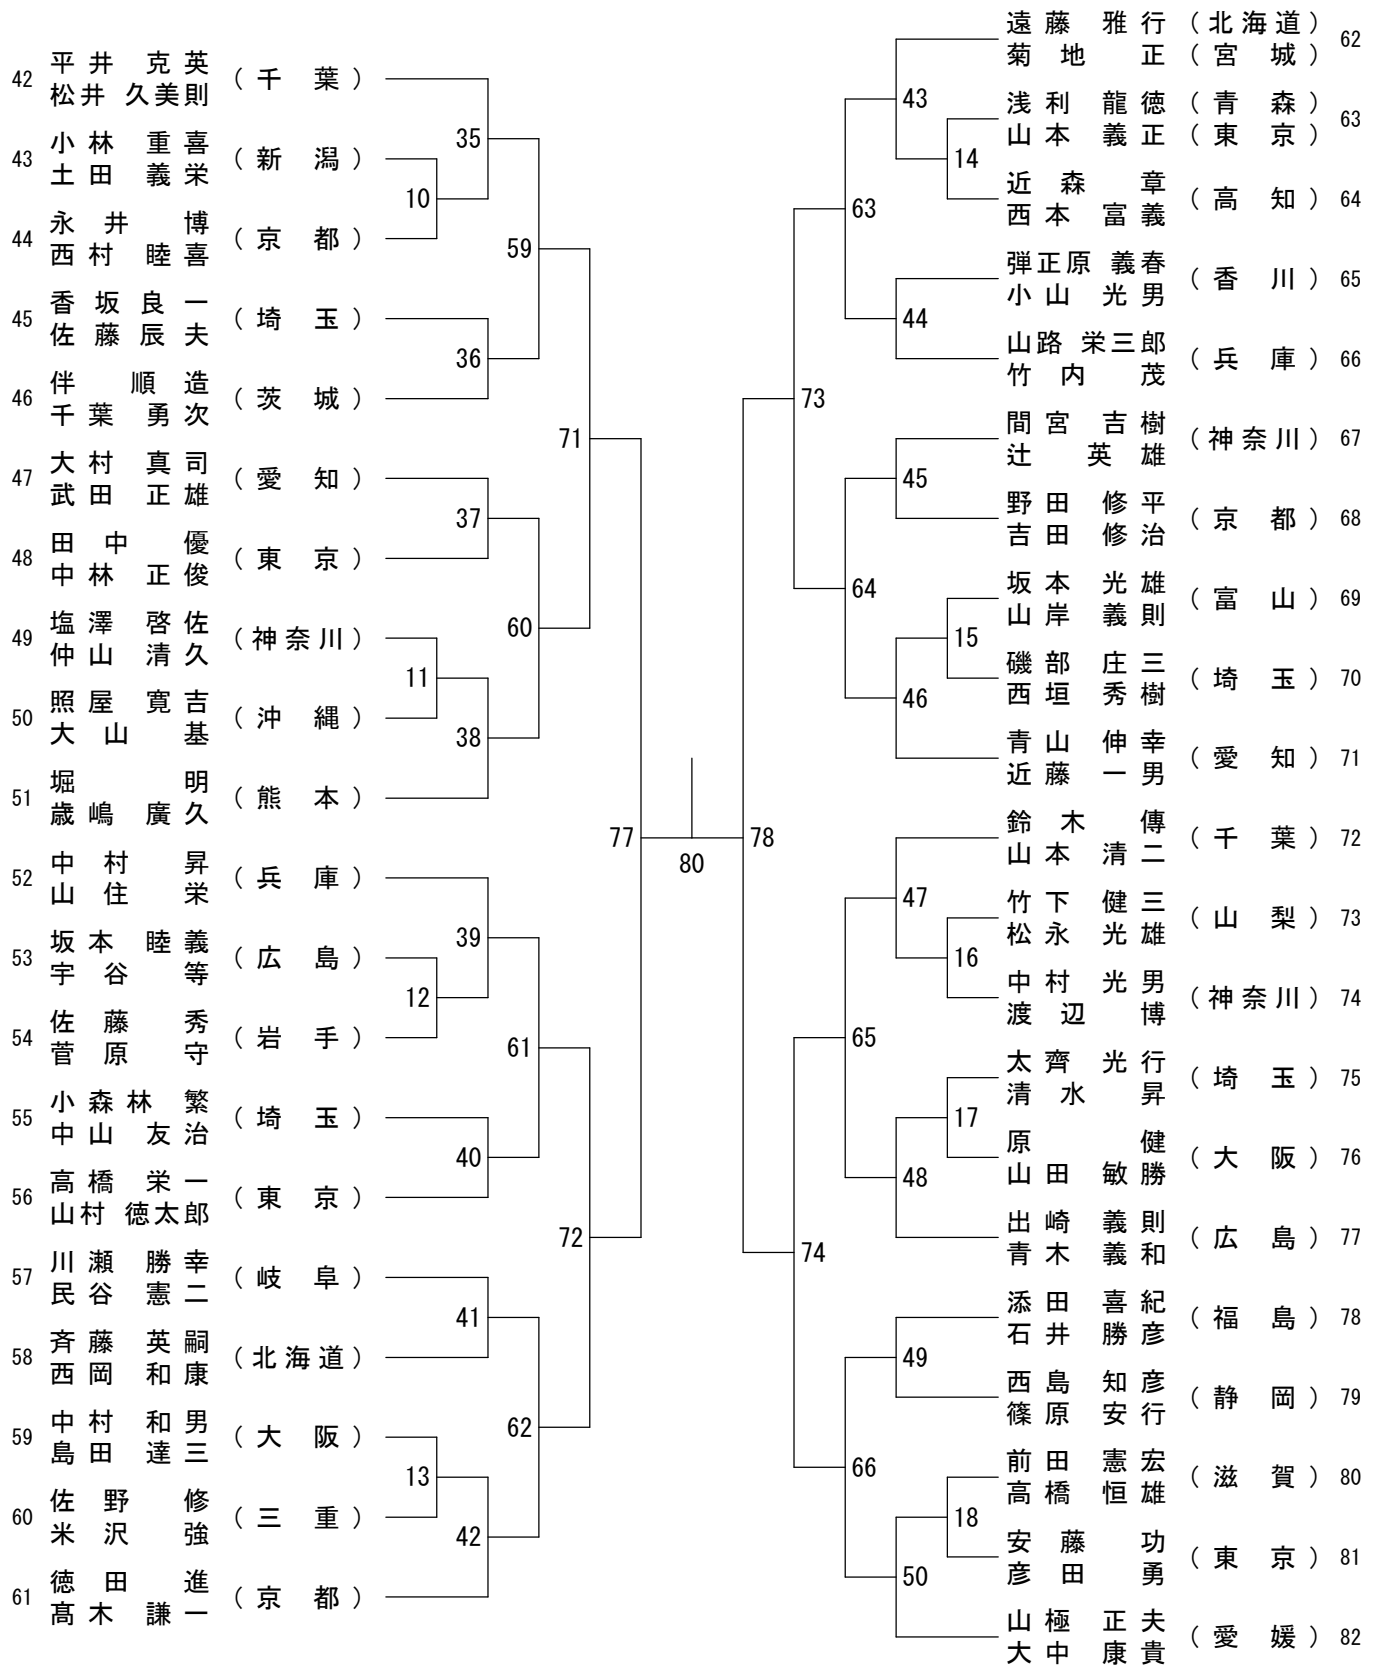 42 平井 克英 (千葉)
松井 久美則
43 小林 重喜 (新潟)
土田 義栄
44 永井 博 (京都)
西村 睦喜
45 香坂良一 (埼玉)
佐藤辰夫
46 伴 順造 (茨城)
千葉 勇次
47 大村 真司 (愛知)
武田 正雄
48 田中 優 (東京)
中林 正俊
49 塩澤 啓佐 (神奈川)
仲山 清久
50 照屋 寛吉 (沖縄)
大山 基
51 堀 明 (熊本)
歳嶋 廣久
52 中村 昇 (兵庫)
山住 栄
53 坂本 睦義 (広島)
宇谷 等
54 佐藤 秀 (岩手)
菅原 守
55 小森林 繁 (埼玉)
中山 友治
56 高橋 栄一 (東京)
山村 徳太郎
57 川瀬 勝幸 (岐阜)
民谷 憲二
58 斉藤 英嗣 (北海道)
西岡 和康
59 中村 和男 (大阪)
島田 達三
60 佐野 修 (三重)
米沢 強
61 徳田 進 (京都)
髙木 謙一
10
11
12
13
35
36
37
38
39
40
41
42
59
60
61
62
71
72
77
80
78
73
74
63
64
65
66
43
44
45
46
47
48
49
50
14
15
16
17
18
遠藤 雅行 (北海道) 62
菊地 正 (宮城)
浅利 龍徳 (青森) 63
山本 義正 (東京)
近森 章 (高知) 64
西本 富義
弾正原 義春 (香川) 65
小山 光男
山路 栄三郎 (兵庫) 66
竹内 茂
間宮 吉樹 (神奈川) 67
辻 英雄
野田 修平 (京都) 68
吉田 修治
坂本 光雄 (富山) 69
山岸 義則
磯部 庄三 (埼玉) 70
西垣 秀樹
青山 伸幸 (愛知) 71
近藤 一男
鈴木 傳 (千葉) 72
山本 清二
竹下 健三 (山梨) 73
松永 光雄
中村 光男 (神奈川) 74
渡辺 博
太齊 光行 (埼玉) 75
清水 昇
原 健 (大阪) 76
山田 敏勝
出崎 義則 (広島) 77
青木 義和
添田 喜紀 (福島) 78
石井 勝彦
西島 知彦 (静岡) 79
篠原 安行
前田 憲宏 (滋賀) 80
高橋 恒雄
安藤 功 (東京) 81
彦田 勇
山極 正夫 (愛媛) 82
大中 康貴